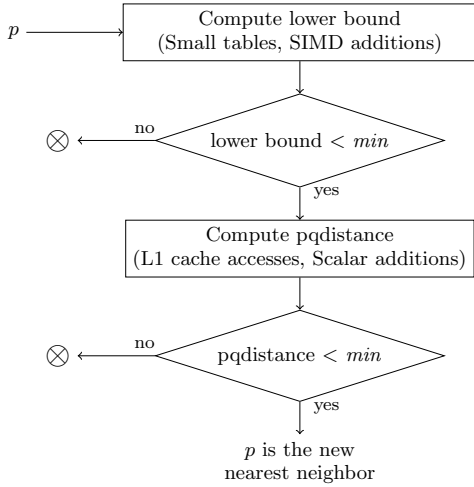 Compute lower bound
p
(Small tables, SIMD additions)
no
lower bound < min
yes
Compute pqdistance
(L1 cache accesses, Scalar additions)
no
pqdistance < min
yes
p is the new
nearest neighbor